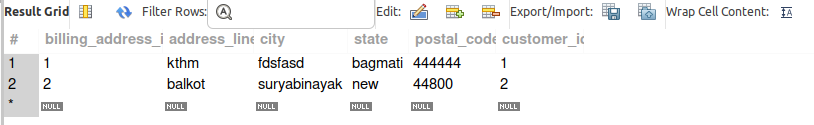 Result Grid Filter Rows: Edit: Export/Import: Wrap Cell Content:
# billing_address_i address_line city state postal_code customer_id
1 1 kthm fdsfasd bagmati 444444 1
2 2 balkot suryabinayak new 44800 2
* NULL NULL NULL NULL NULL NULL